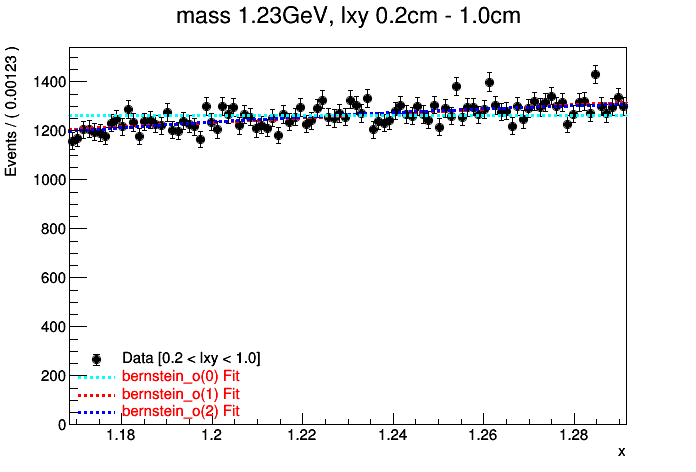 mass 1.23GeV, lxy 0.2cm - 1.0cm
Events / ( 0.00123 )
1400
1200
1000
800
600
400
200
0
Data [0.2 < lxy < 1.0]
bernstein_o(0) Fit
bernstein_o(1) Fit
bernstein_o(2) Fit
1.18 1.2 1.22 1.24 1.26 1.28
x